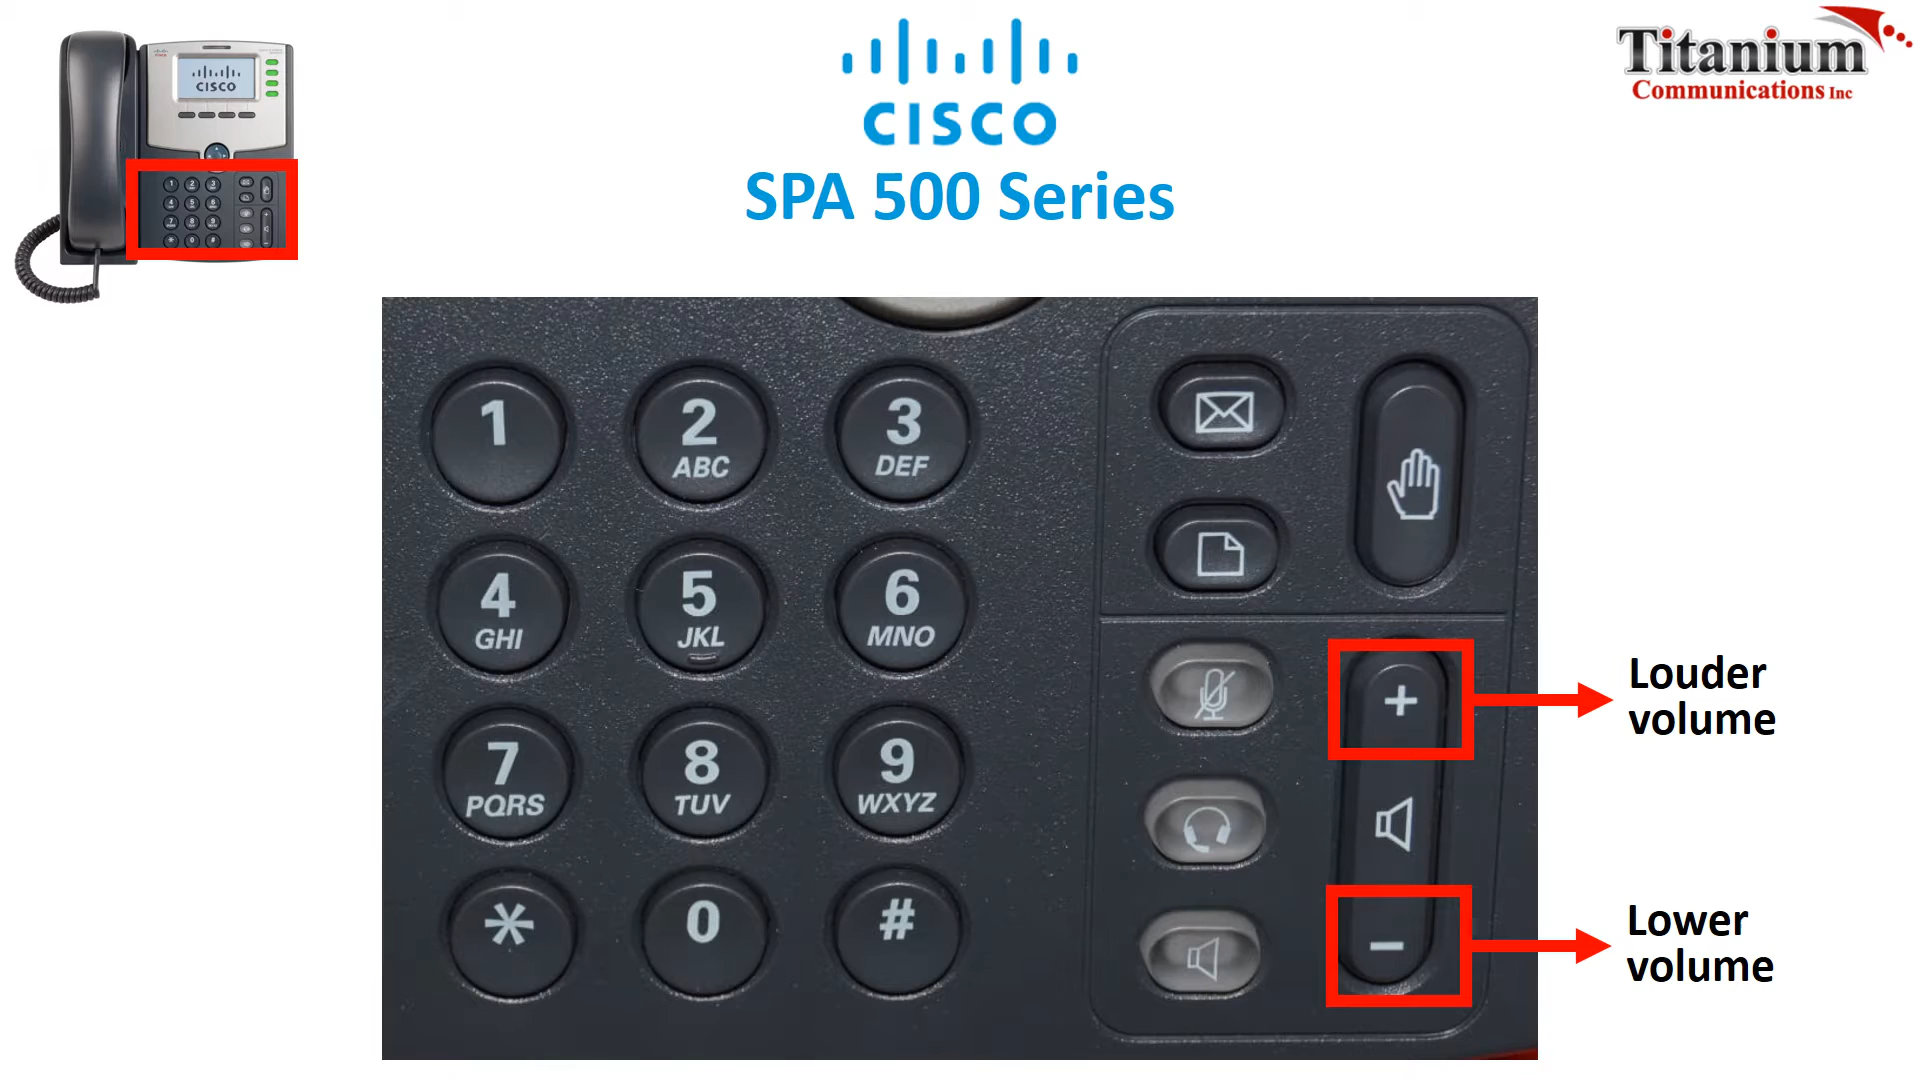 CISCO
CISCO
SPA 500 Series
Titanium
Communications Inc
1
2
ABC
3
DEF
4
GHI
5
JKL
6
MNO
7
PQRS
8
TUV
9
WXYZ
*
0
#
+
−
Louder
volume
Lower
volume